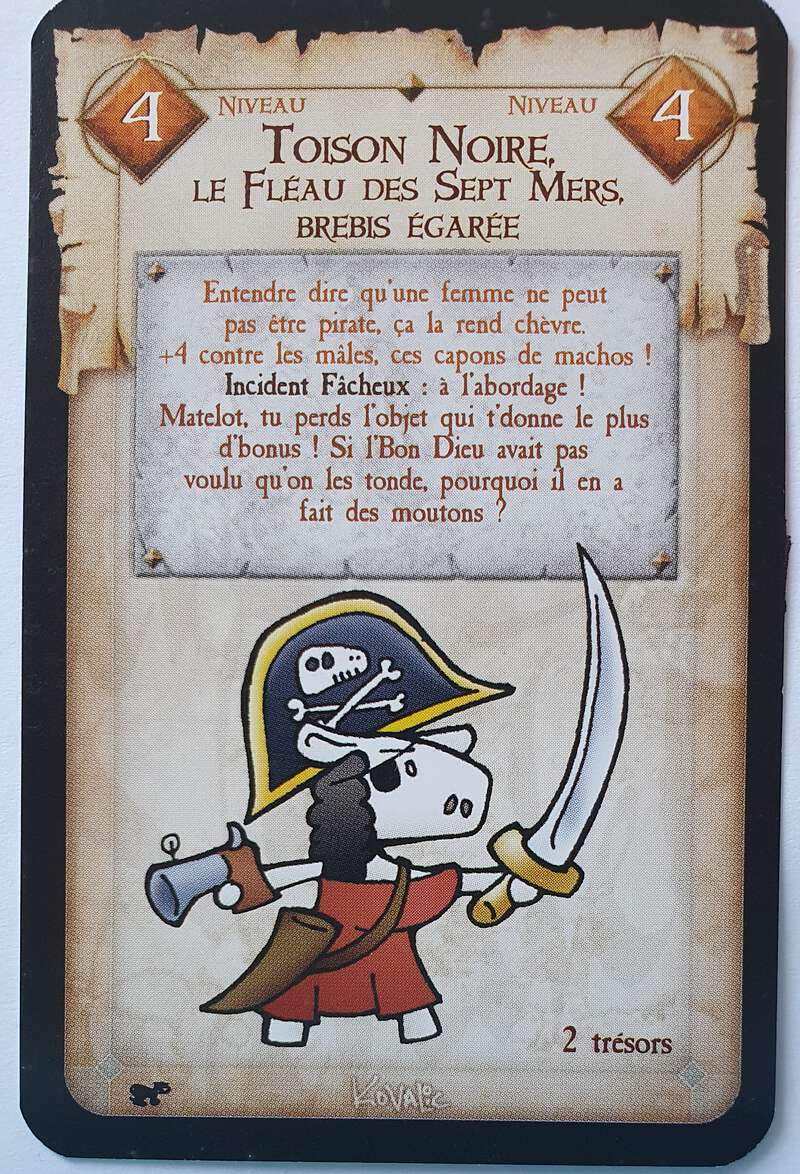 4 NIVEAU NIVEAU 4
TOISON NOIRE,
LE FLÉAU DES SEPT MERS,
BREBIS ÉGARÉE
Entendre dire qu'une femme ne peut
pas être pirate, ça la rend chèvre.
+4 contre les mâles, ces capons de machos !
Incident Fâcheux : à l'abordage !
Matelot, tu perds l'objet qui t'donne le plus
d'bonus ! Si l'Bon Dieu avait pas
voulu qu'on les tonde, pourquoi il en a
fait des moutons ?
2 trésors
KOVALIC